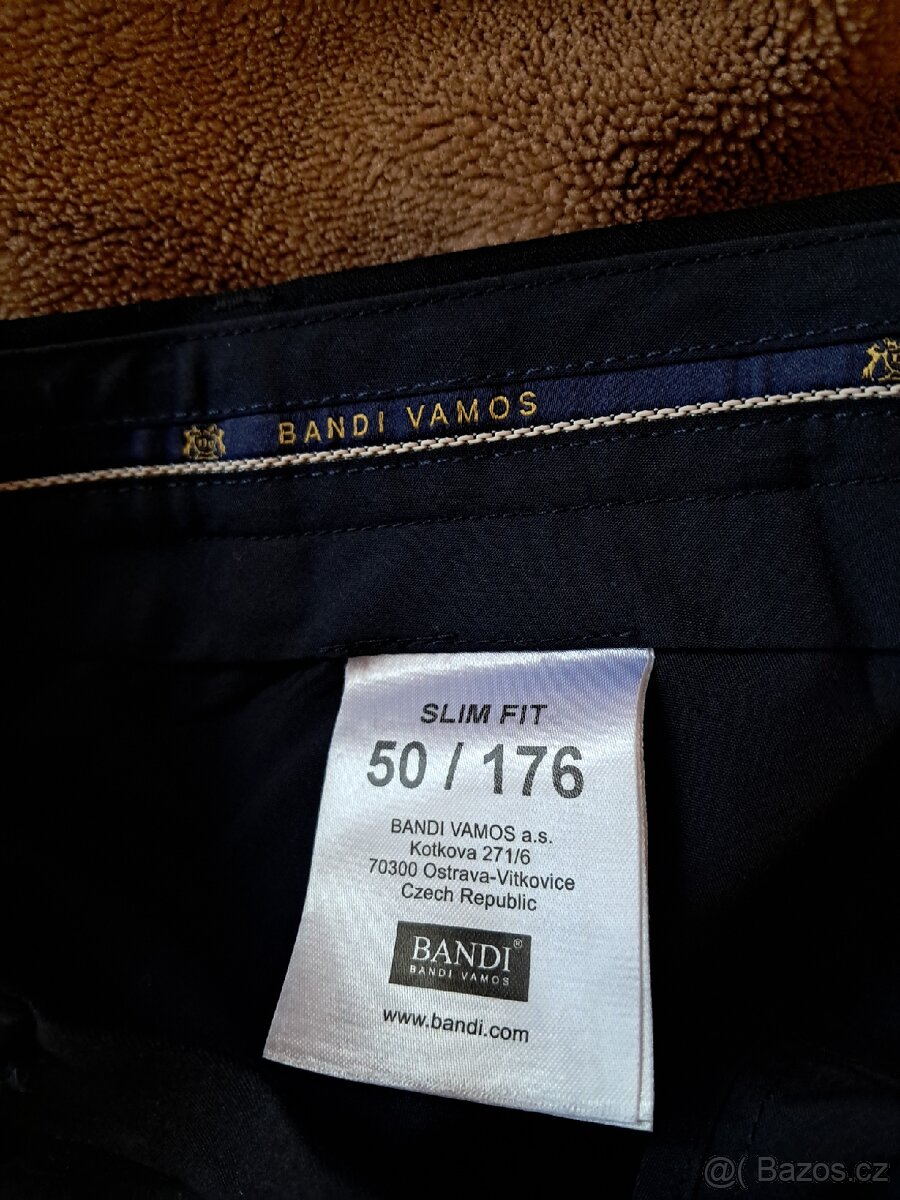 BANDI VAMOS
SLIM FIT
50 / 176
BANDI VAMOS a.s.
Kotkova 271/6
70300 Ostrava-Vitkovice
Czech Republic
BANDI®
BANDI VAMOS
www.bandi.com
@( Bazos.cz